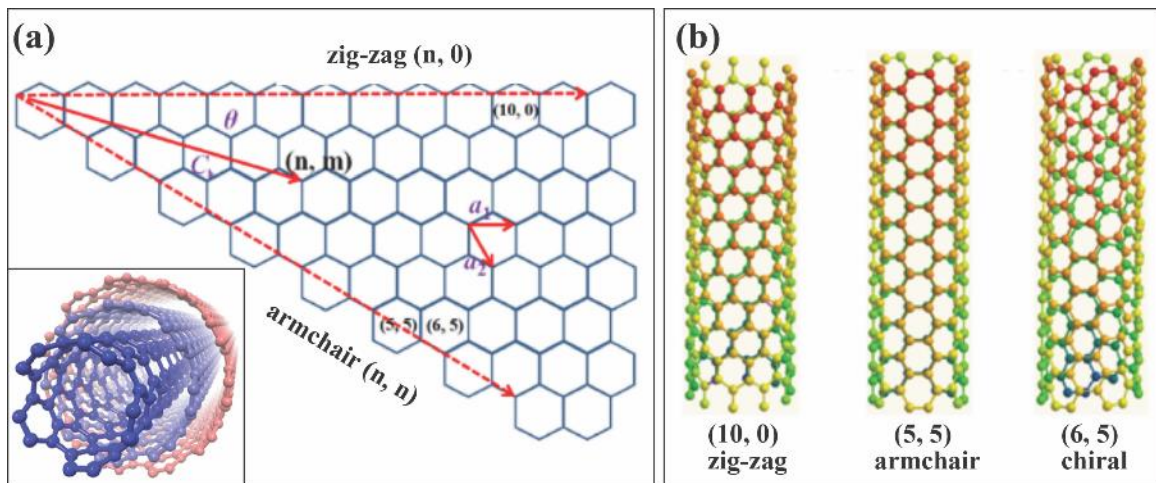 (a)
zig-zag (n, 0)
(10, 0)
θ
(n, m)
a1
a2
(5, 5) (6, 5)
armchair (n, n)
(b)
(10, 0)
zig-zag
(5, 5)
armchair
(6, 5)
chiral